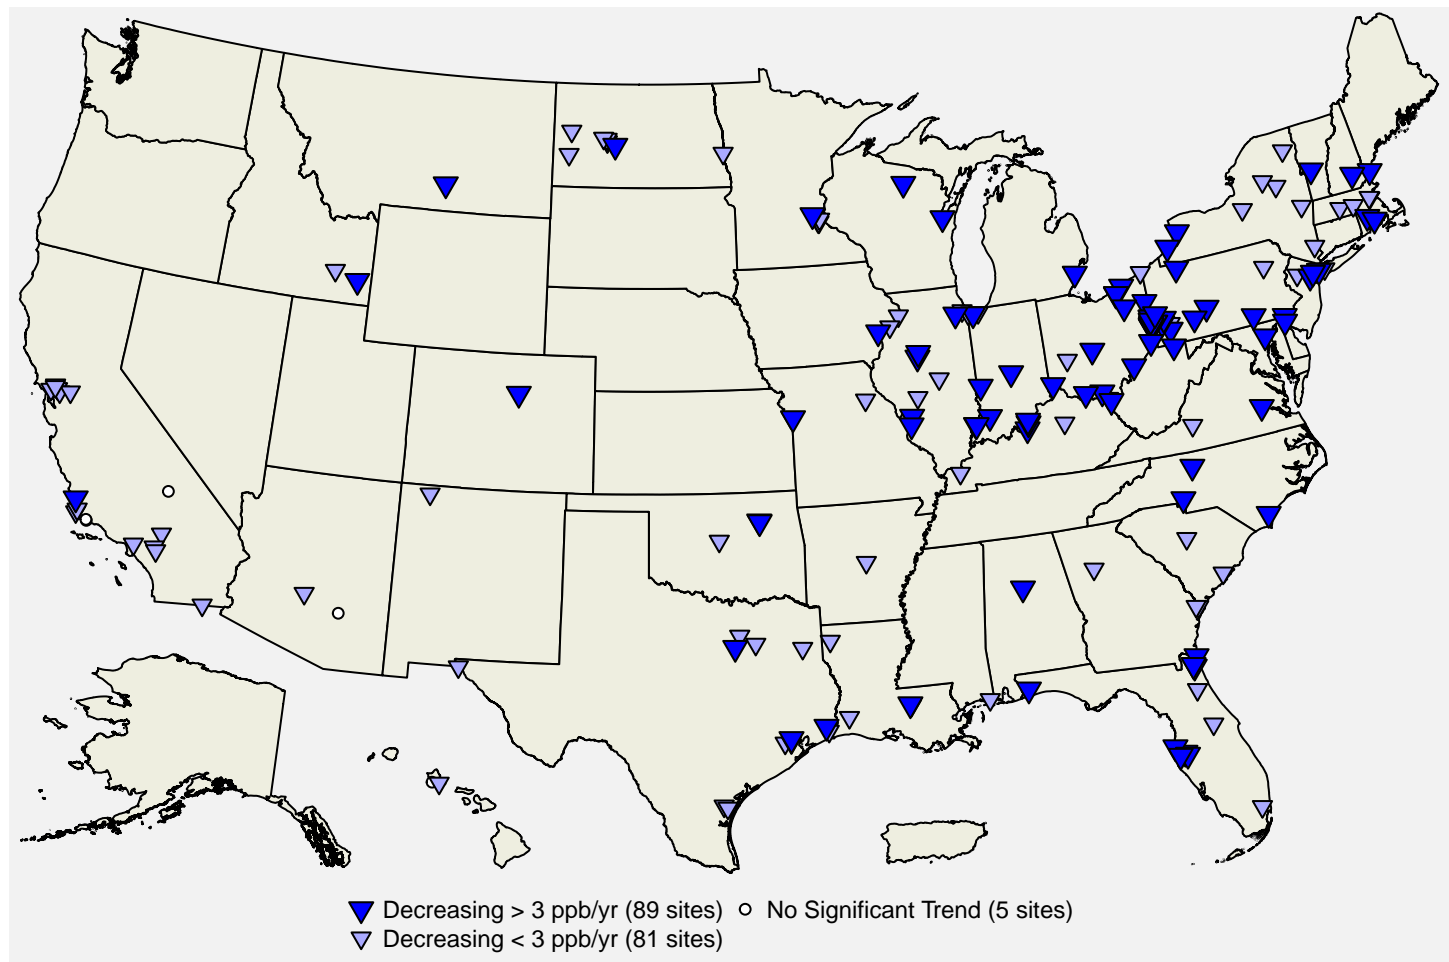 Decreasing > 3 ppb/yr (89 sites) No Significant Trend (5 sites)
Decreasing < 3 ppb/yr (81 sites)